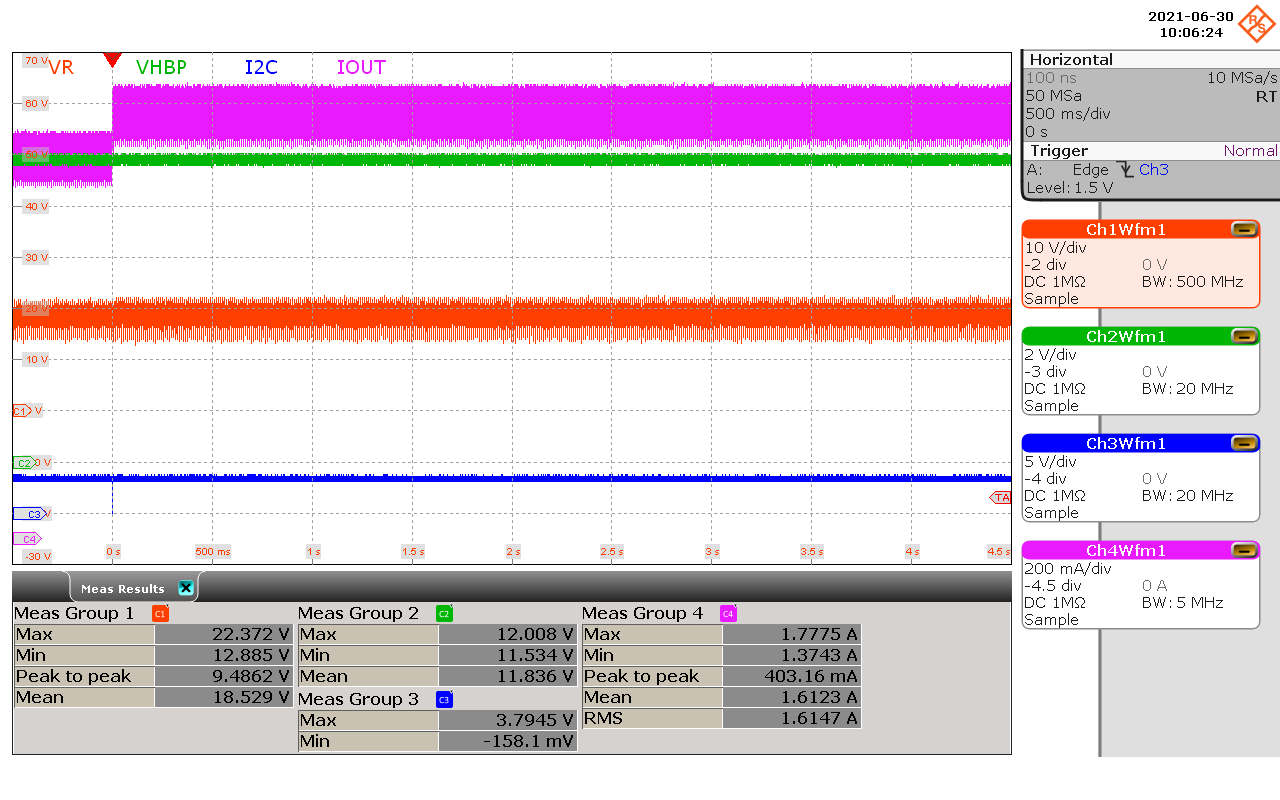 2021-06-30
10:06:24
R&S
VR VHBP I2C IOUT
70 V
60 V
60 V
40 V
30 V
20 V
10 V
C1 V
C2 0 V
C3 V
C4
-30 V
TA
0 s 500 ms 1 s 1.5 s 2 s 2.5 s 3 s 3.5 s 4 s 4.5 s
Horizontal
100 ns 10 MSa/s
50 MSa RT
500 ms/div
0 s
Trigger Normal
A: Edge Ch3
Level: 1.5 V
Ch1Wfm1
10 V/div
-2 div 0 V
DC 1MΩ BW: 500 MHz
Sample
Ch2Wfm1
2 V/div
-3 div 0 V
DC 1MΩ BW: 20 MHz
Sample
Ch3Wfm1
5 V/div
-4 div 0 V
DC 1MΩ BW: 20 MHz
Sample
Ch4Wfm1
200 mA/div
-4.5 div 0 A
DC 1MΩ BW: 5 MHz
Sample
Meas Results
Meas Group 1 C1
Max 22.372 V
Min 12.885 V
Peak to peak 9.4862 V
Mean 18.529 V
Meas Group 2 C2
Max 12.008 V
Min 11.534 V
Mean 11.836 V
Meas Group 3 C3
Max 3.7945 V
Min -158.1 mV
Meas Group 4 C4
Max 1.7775 A
Min 1.3743 A
Peak to peak 403.16 mA
Mean 1.6123 A
RMS 1.6147 A